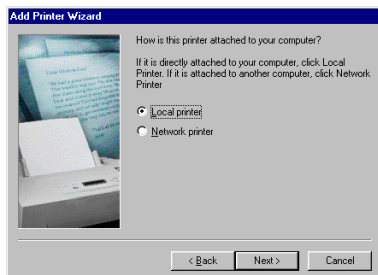 Add Printer Wizard
How is this printer attached to your computer?
If it is directly attached to your computer, click Local
Printer. If it is attached to another computer, click Network
Printer
Local printer
Network printer
< Back
Next >
Cancel